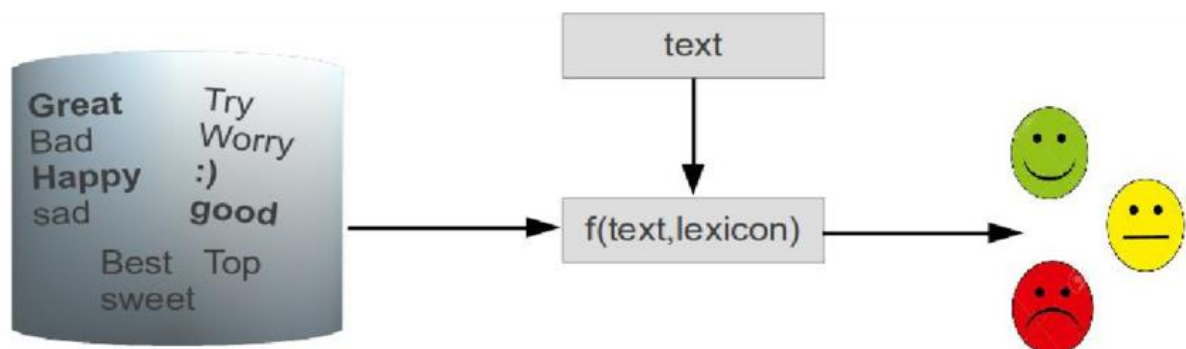 text
Great Try
Bad Worry
Happy :)
sad good
Best Top
sweet
f(text,lexicon)